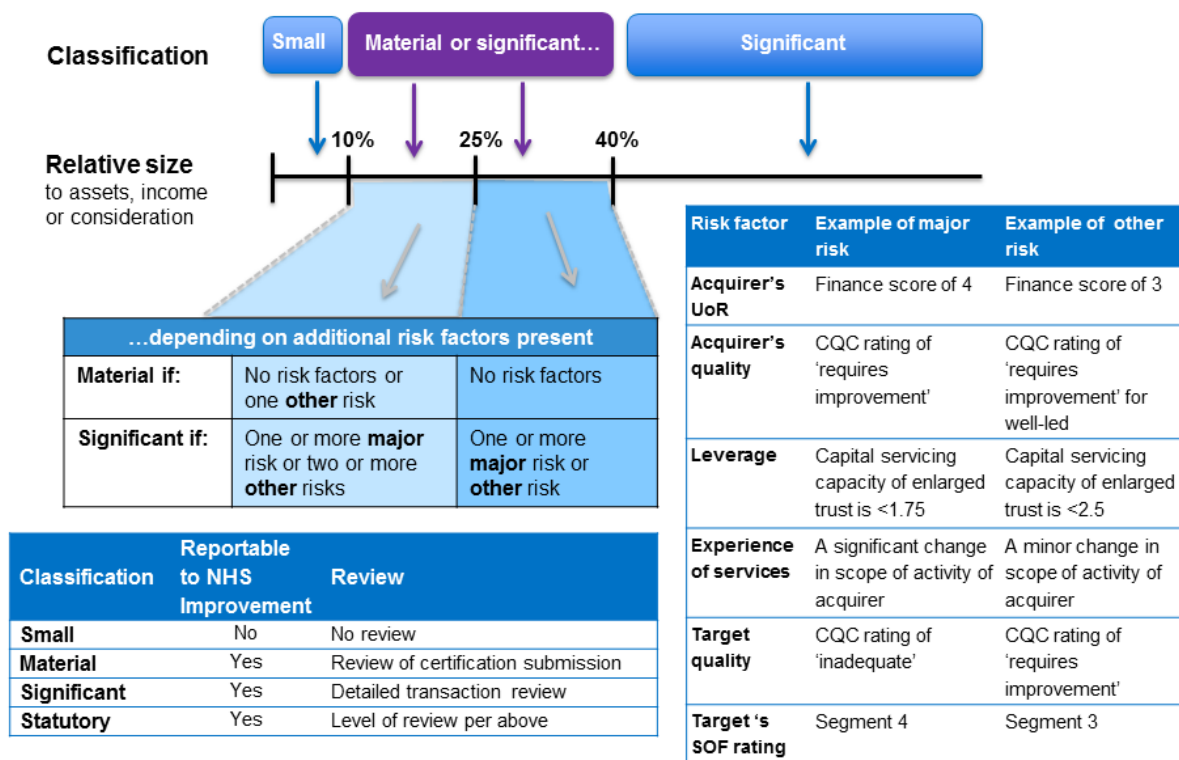 Classification
Small
Material or significant…
Significant
10%
25%
40%
Relative size
to assets, income
or consideration
…depending on additional risk factors present
Material if:
No risk factors or
one other risk
No risk factors
Significant if:
One or more major
risk or two or more
other risks
One or more
major risk or
other risk
Classification
Reportable
to NHS
Improvement
Review
Small
No
No review
Material
Yes
Review of certification submission
Significant
Yes
Detailed transaction review
Statutory
Yes
Level of review per above
Risk factor
Example of major
risk
Example of other
risk
Acquirer's
UoR
Finance score of 4
Finance score of 3
Acquirer's
quality
CQC rating of
'requires
improvement'
CQC rating of
'requires
improvement' for
well-led
Leverage
Capital servicing
capacity of enlarged
trust is <1.75
Capital servicing
capacity of enlarged
trust is <2.5
Experience
of services
A significant change
in scope of activity of
acquirer
A minor change in
scope of activity of
acquirer
Target
quality
CQC rating of
'inadequate'
CQC rating of
'requires
improvement'
Target 's
SOF rating
Segment 4
Segment 3